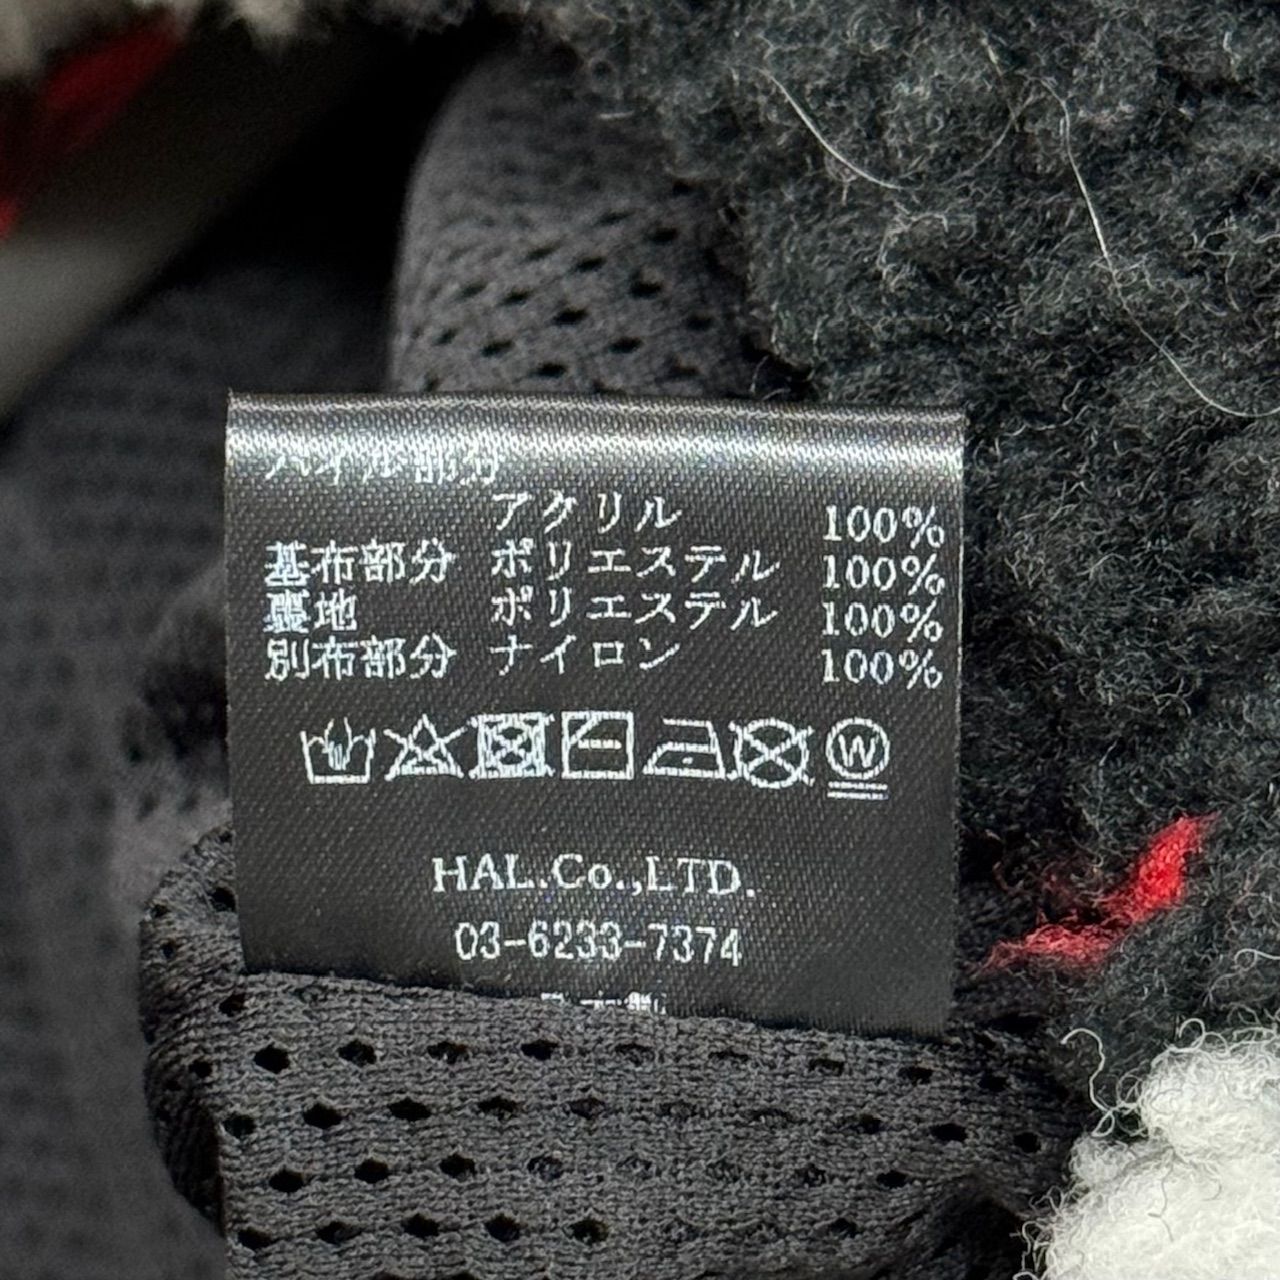 パイル部分
アクリル 100%
基布部分 ポリエステル 100%
裏地 ポリエステル 100%
別布部分 ナイロン 100%
W
HAL.Co.,LTD.
03-6233-7374